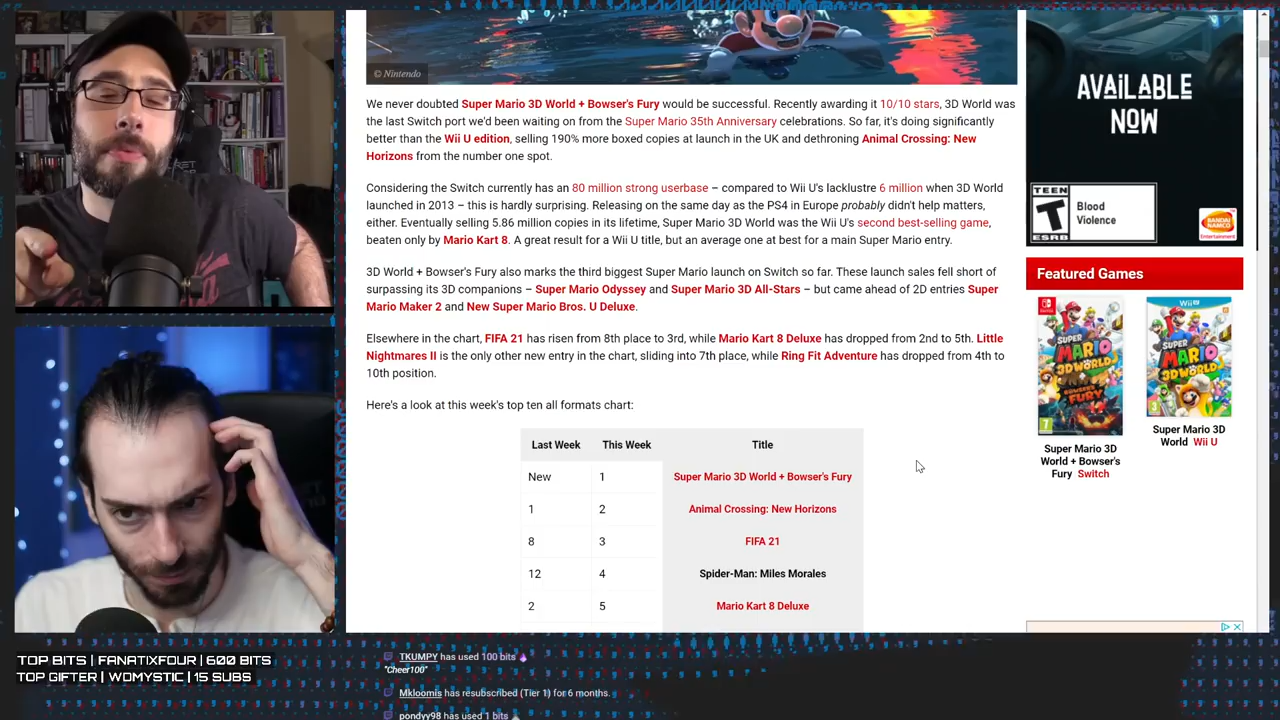 © Nintendo
We never doubted Super Mario 3D World + Bowser's Fury would be successful. Recently awarding it 10/10 stars, 3D World was
the last Switch port we'd been waiting on from the Super Mario 35th Anniversary celebrations. So far, it's doing significantly
better than the Wii U edition, selling 190% more boxed copies at launch in the UK and dethroning Animal Crossing: New
Horizons from the number one spot.
Considering the Switch currently has an 80 million strong userbase – compared to Wii U's lacklustre 6 million when 3D World
launched in 2013 – this is hardly surprising. Releasing on the same day as the PS4 in Europe probably didn't help matters,
either. Eventually selling 5.86 million copies in its lifetime, Super Mario 3D World was the Wii U's second best-selling game,
beaten only by Mario Kart 8. A great result for a Wii U title, but an average one at best for a main Super Mario entry.
3D World + Bowser's Fury also marks the third biggest Super Mario launch on Switch so far. These launch sales fell short of
surpassing its 3D companions – Super Mario Odyssey and Super Mario 3D All-Stars – but came ahead of 2D entries Super
Mario Maker 2 and New Super Mario Bros. U Deluxe.
Elsewhere in the chart, FIFA 21 has risen from 8th place to 3rd, while Mario Kart 8 Deluxe has dropped from 2nd to 5th. Little
Nightmares II is the only other new entry in the chart, sliding into 7th place, while Ring Fit Adventure has dropped from 4th to
10th position.
Here's a look at this week's top ten all formats chart:
Last Week This Week Title
New 1 Super Mario 3D World + Bowser's Fury
1 2 Animal Crossing: New Horizons
8 3 FIFA 21
12 4 Spider-Man: Miles Morales
2 5 Mario Kart 8 Deluxe
AVAILABLE
NOW
TEEN
T
ESRB
Blood
Violence
BANDAI
NAMCO
Entertainment
Featured Games
SUPER
MARIO
3D WORLD
BOWSER'S
FURY
7
Wii U
SUPER
MARIO
3D WORLD
3
Super Mario 3D
World + Bowser's
Fury Switch
Super Mario 3D
World Wii U
TOP BITS | FANATIXFOUR | 600 BITS
TOP GIFTER | WDMYSTIC | 15 SUBS
TKUMPY has used 100 bits
"Cheer100"
Mkloomis has resubscribed (Tier 1) for 6 months.
pondyy98 has used 1 bits